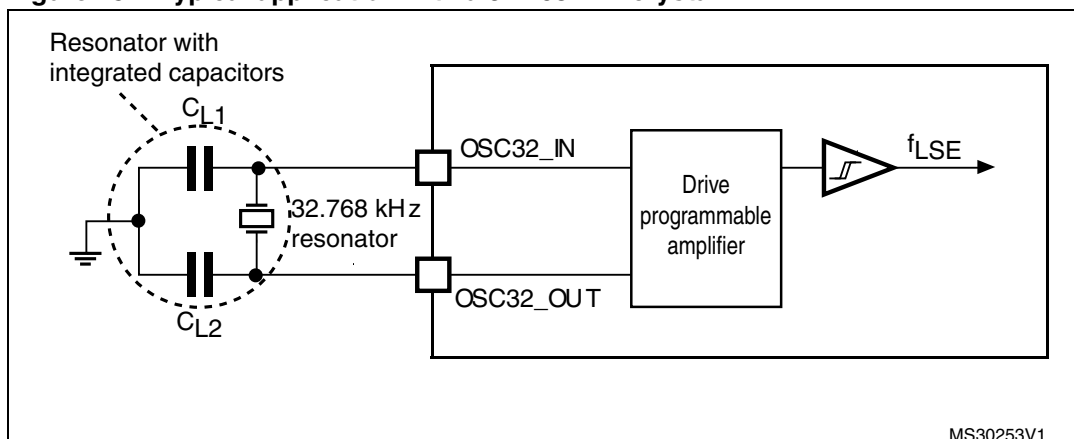 Resonator with
integrated capacitors
CL1
OSC32_IN
fLSE
Drive
programmable
amplifier
32.768 kHz
resonator
OSC32_OUT
CL2
MS30253V1